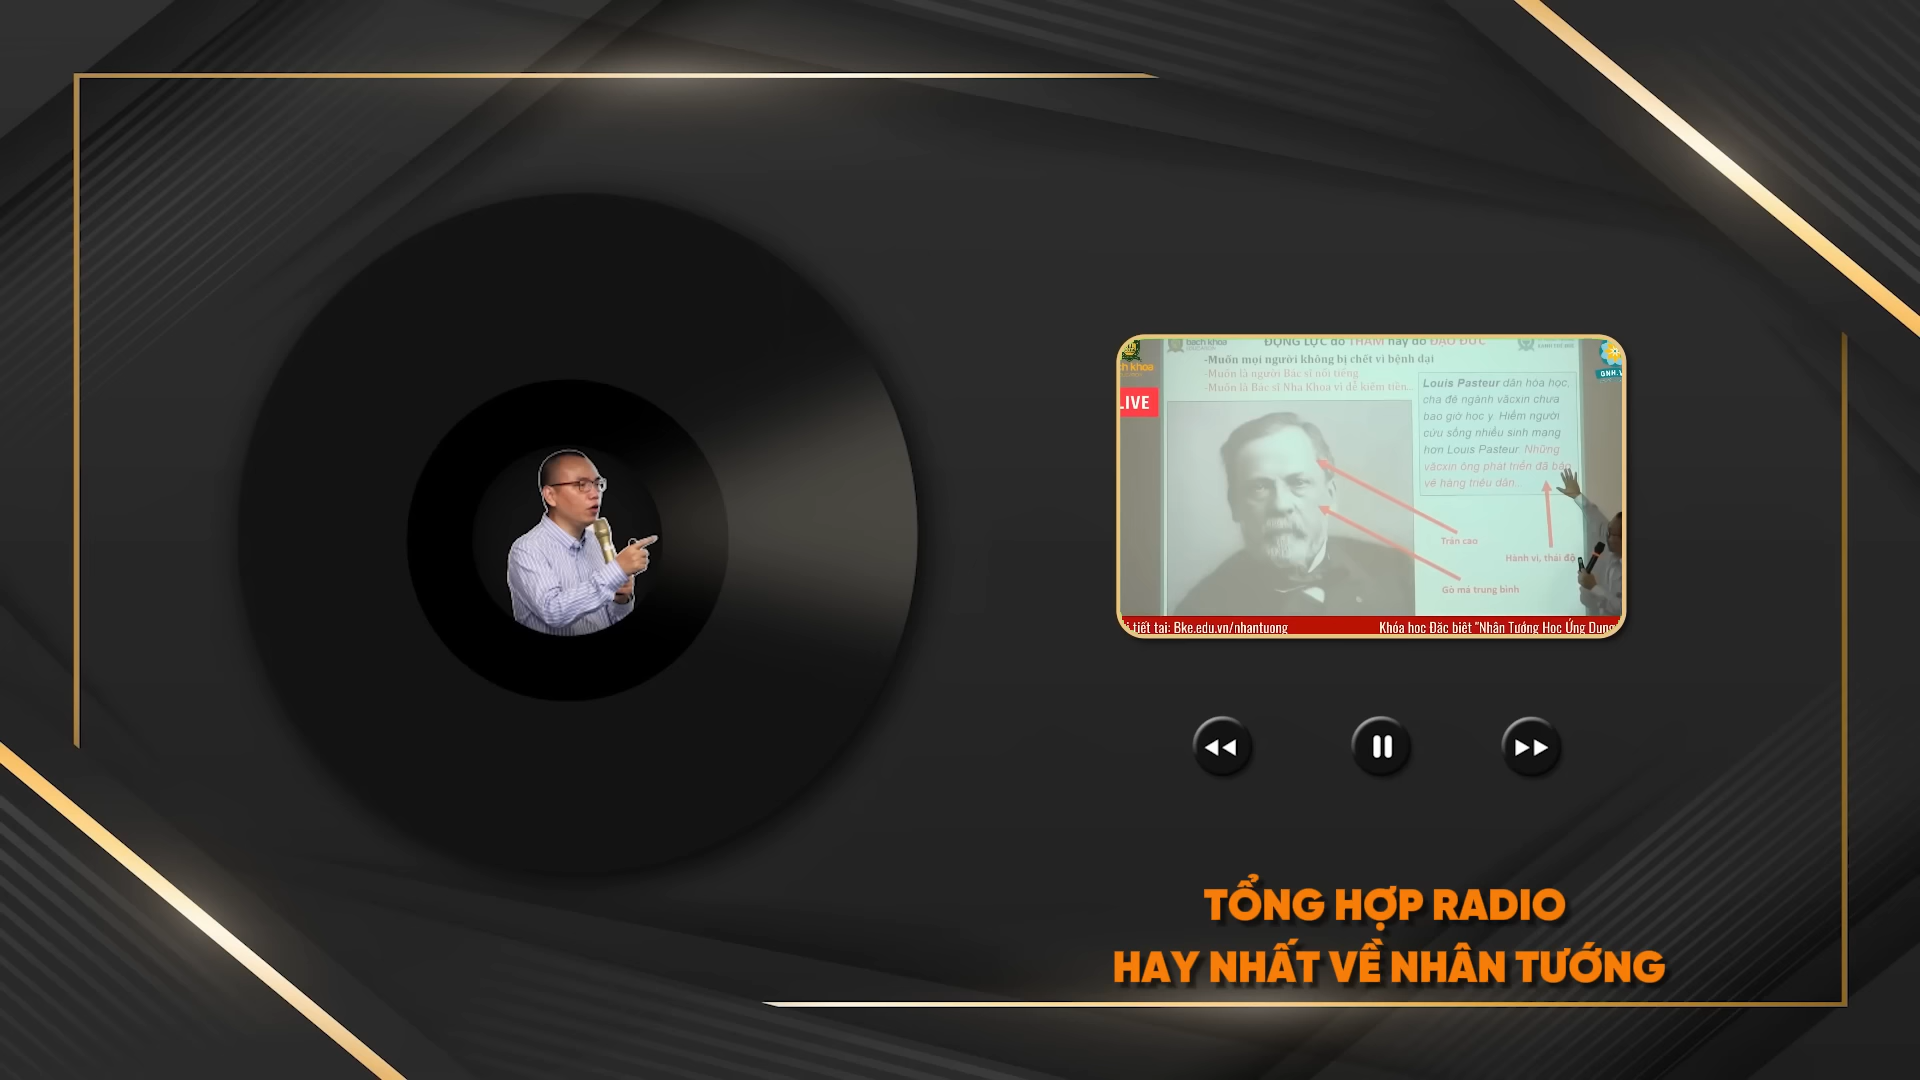 bách khoa
ĐỘNG LỰC do THAM hay do ĐẠO ĐỨC
-Muốn mọi người không bị chết vì bệnh dại
-Muốn là người Bác sĩ nổi tiếng
-Muốn là Bác sĩ Nha Khoa vì dễ kiếm tiền...
ch khoa
GNH.V
LIVE
Louis Pasteur dân hóa học,
cha đẻ ngành văcxin chưa
bao giờ học y. Hiếm người
cứu sống nhiều sinh mạng
hơn Louis Pasteur. Những
văcxin ông phát triển đã bảo
vệ hàng triệu dân...
Trán cao
Hành vi, thái độ
Gò má trung bình
i tiết tại: Bke.edu.vn/nhantuong
Khóa học Đặc biệt "Nhân Tướng Học Ứng Dụng
TỔNG HỢP RADIO
HAY NHẤT VỀ NHÂN TƯỚNG